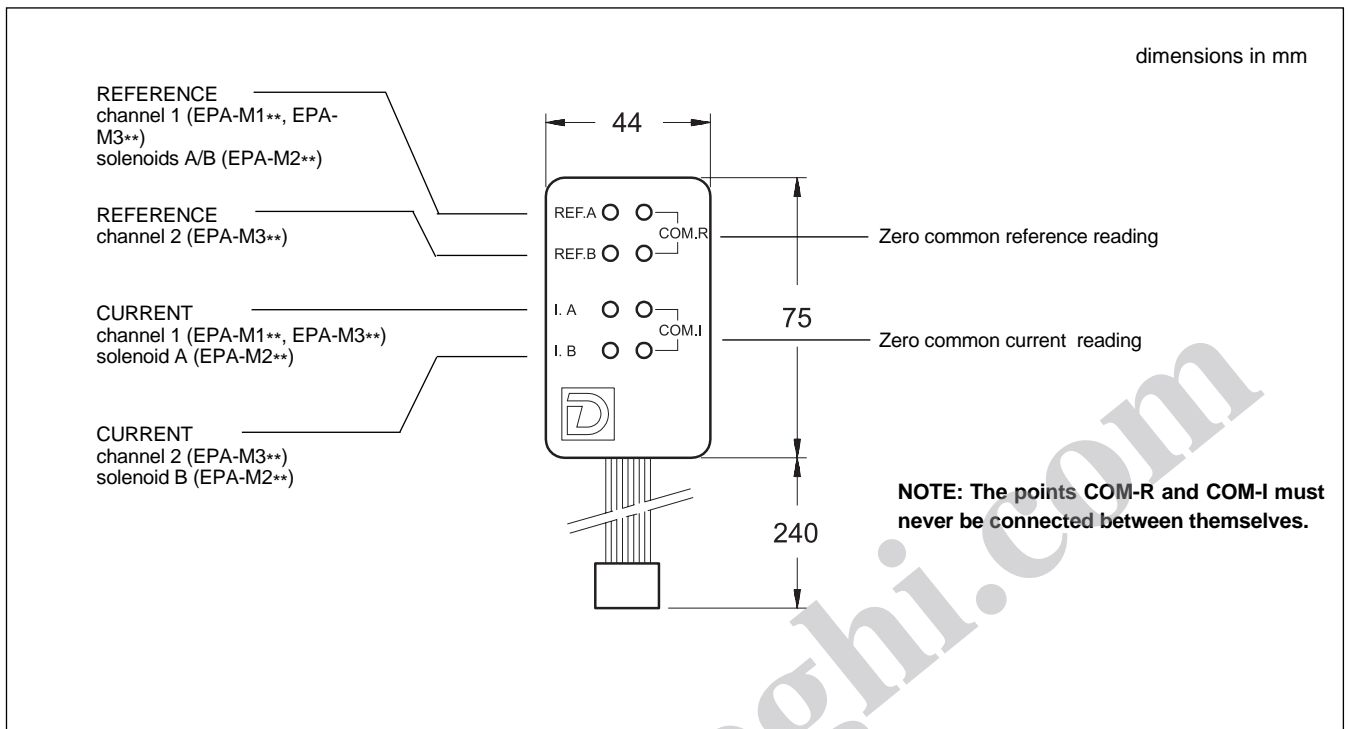 dimensions in mm
REFERENCE
channel 1 (EPA-M1**, EPA-
M3**)
solenoids A/B (EPA-M2**)
REFERENCE
channel 2 (EPA-M3**)
CURRENT
channel 1 (EPA-M1**, EPA-M3**)
solenoid A (EPA-M2**)
CURRENT
channel 2 (EPA-M3**)
solenoid B (EPA-M2**)
44
REF.A
COM.R
REF.B
I. A
COM.I
I. B
D
75
240
Zero common reference reading
Zero common current  reading
NOTE: The points COM-R and COM-I must
never be connected between themselves.
ghi.com